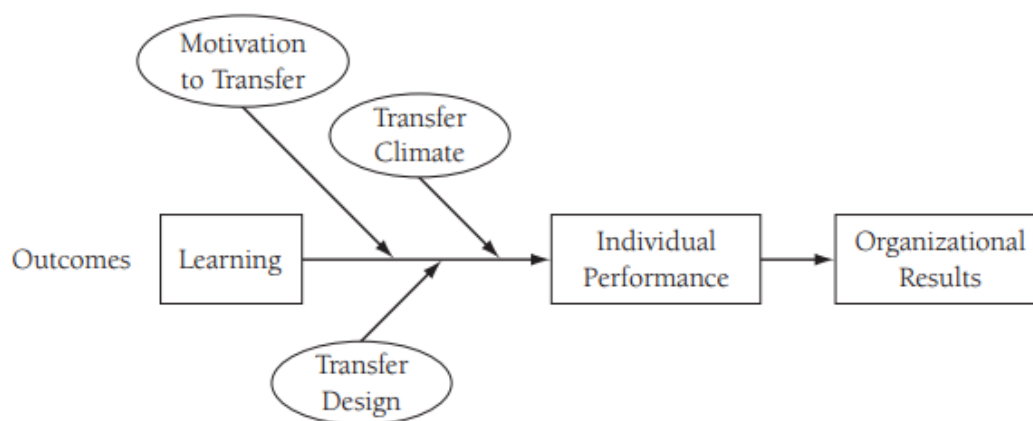 Motivation
to Transfer
Transfer
Climate
Outcomes
Learning
Individual
Performance
Organizational
Results
Transfer
Design